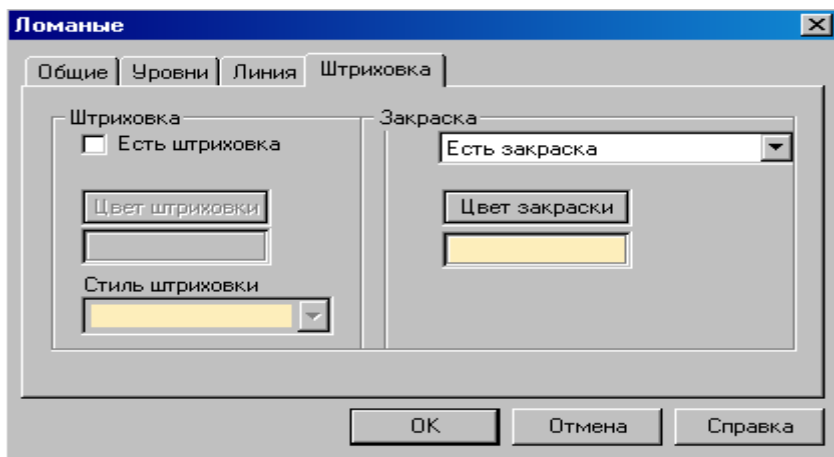 Ломаные
Общие Уровни Линия Штриховка
Штриховка
Есть штриховка
Цвет штриховки
Стиль штриховки
Закраска
Есть закраска
Цвет закраски
OK Отмена Справка